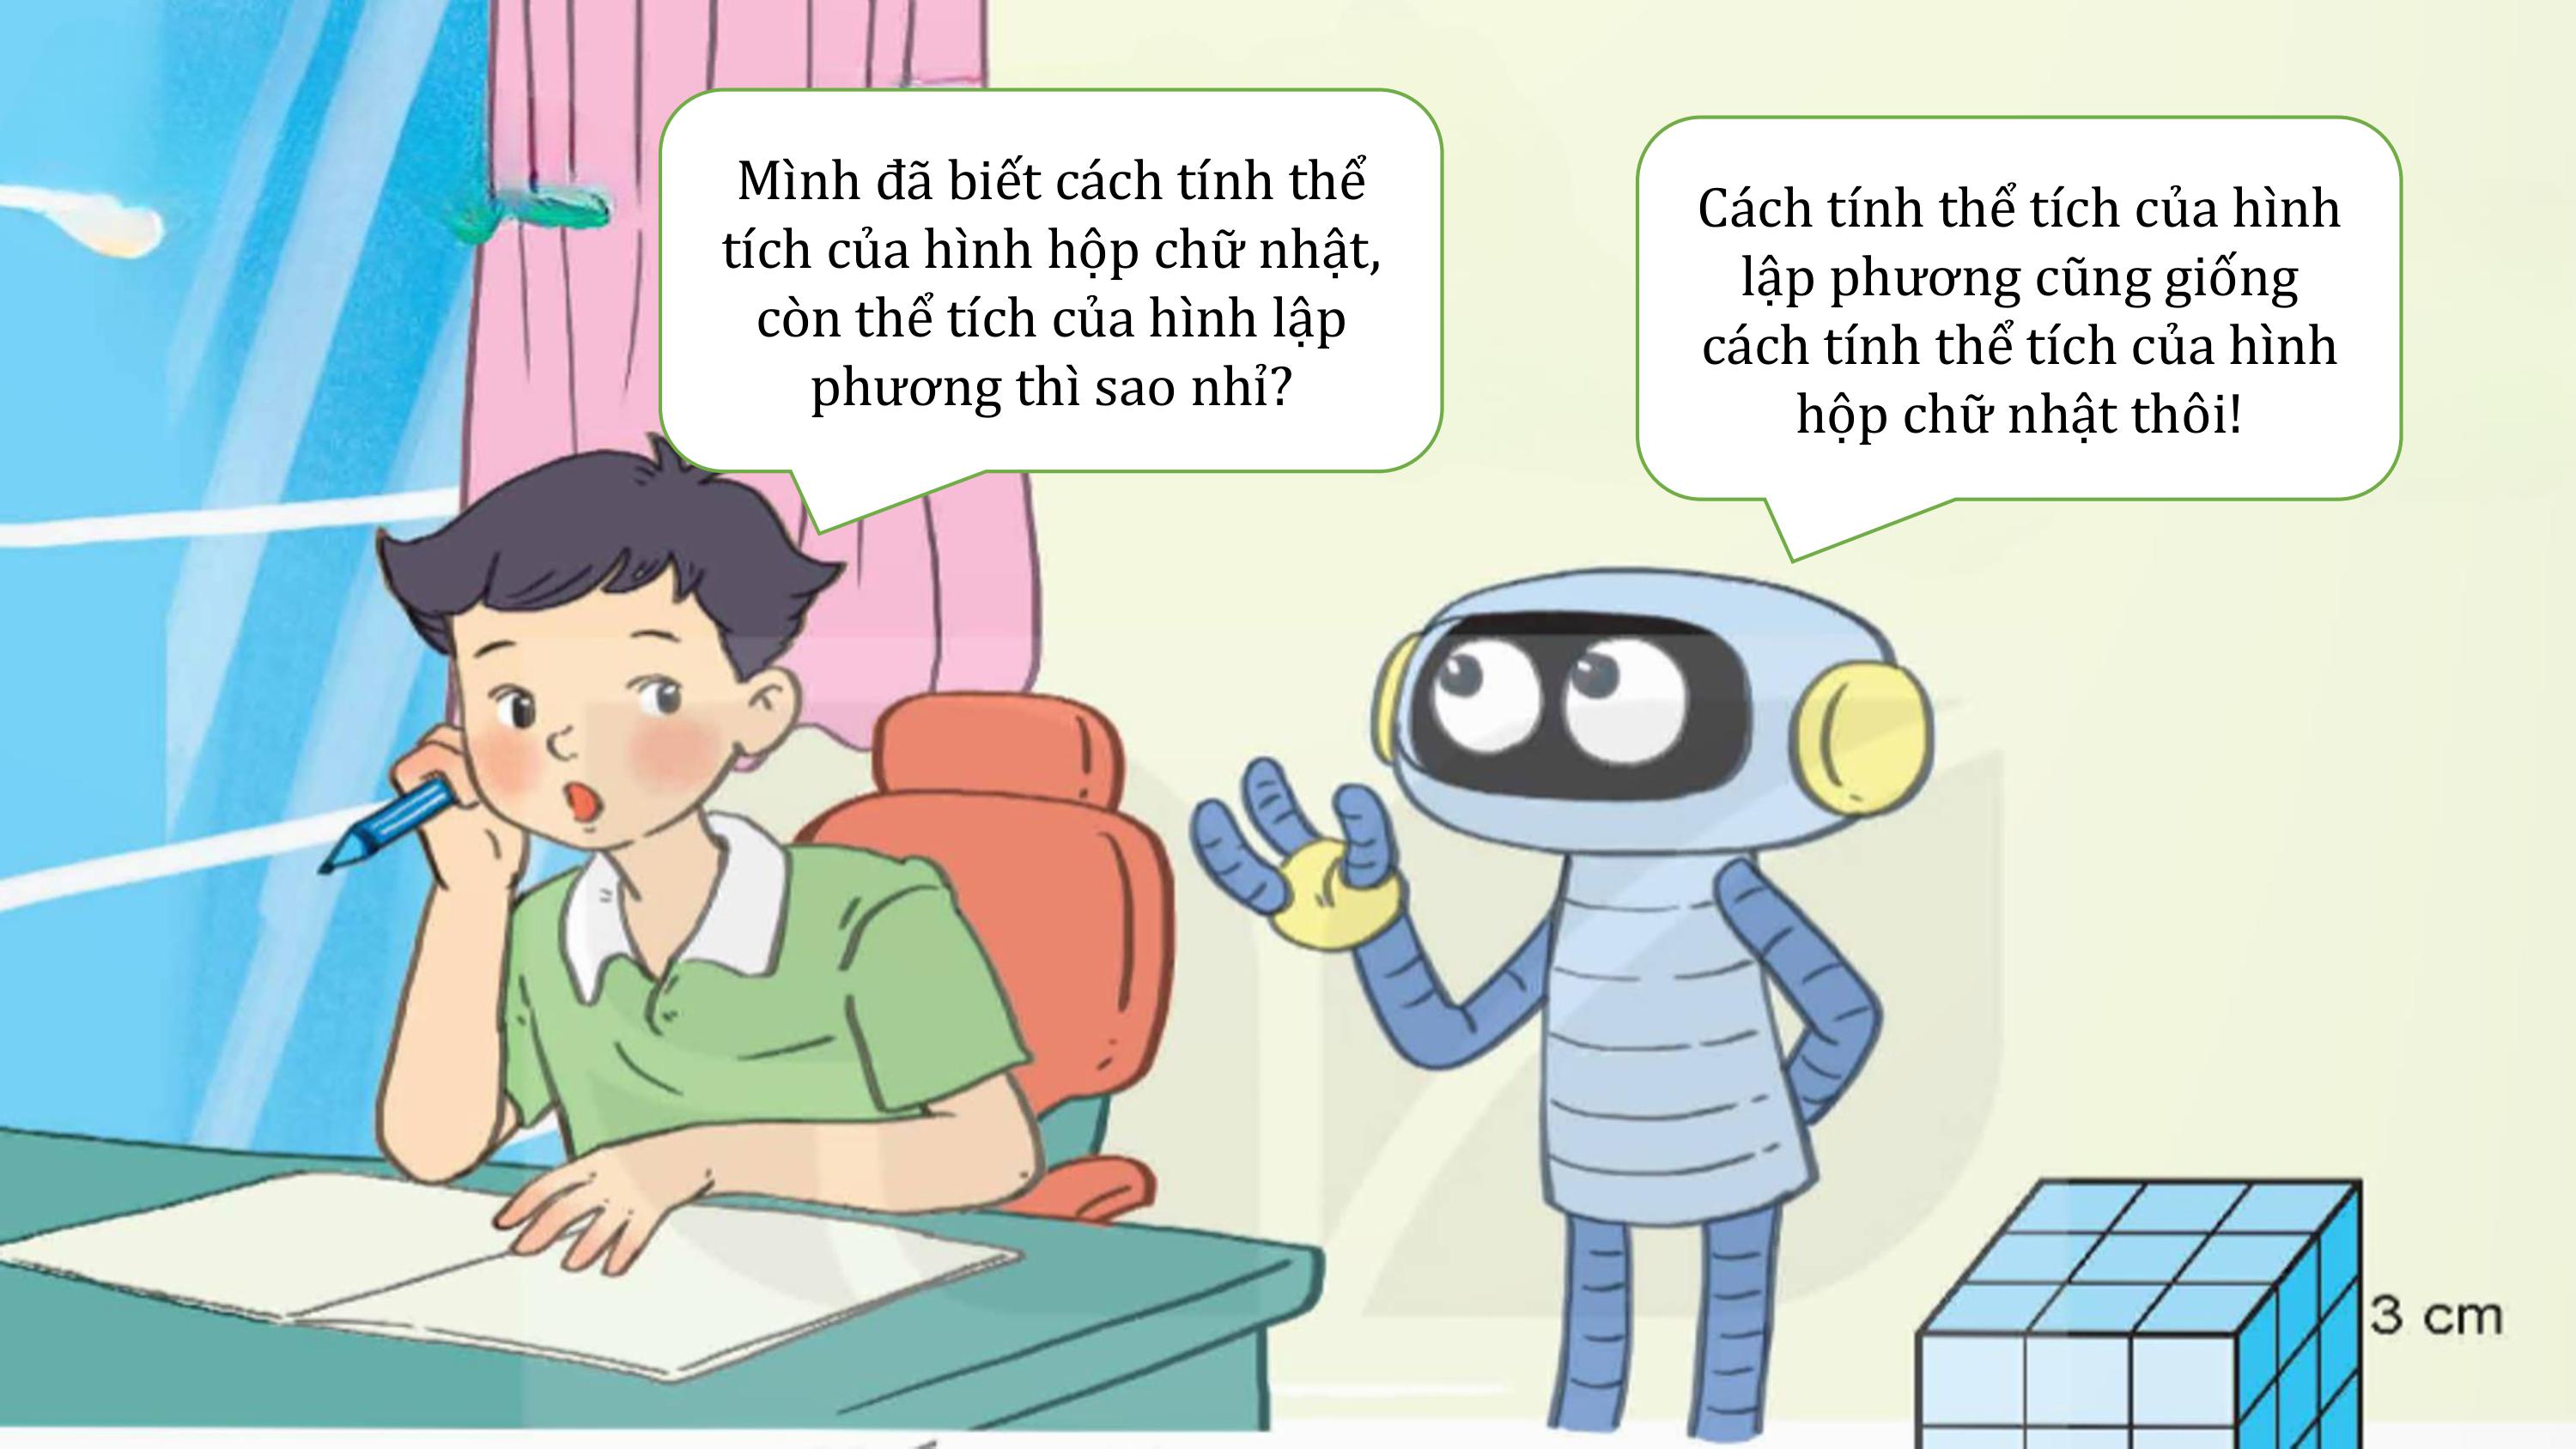 Mình đã biết cách tính thể
tích của hình hộp chữ nhật,
còn thể tích của hình lập
phương thì sao nhỉ?
Cách tính thể tích của hình
lập phương cũng giống
cách tính thể tích của hình
hộp chữ nhật thôi!
3 cm